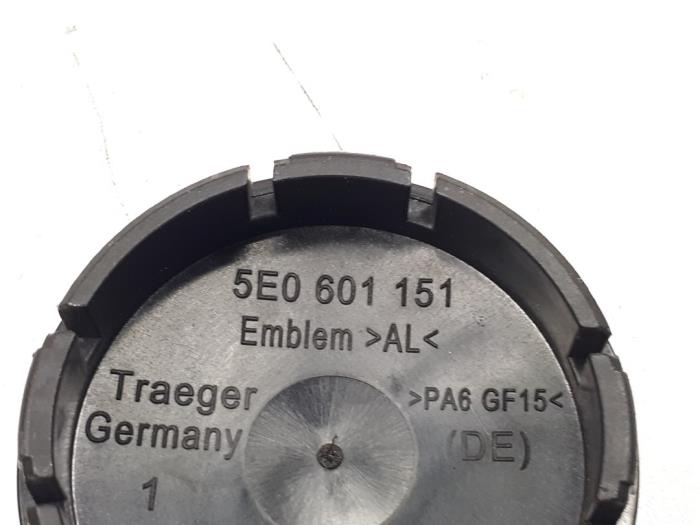 5E0 601 151
Emblem >AL<
Traeger
Germany
>PA6 GF15<
(DE)
1